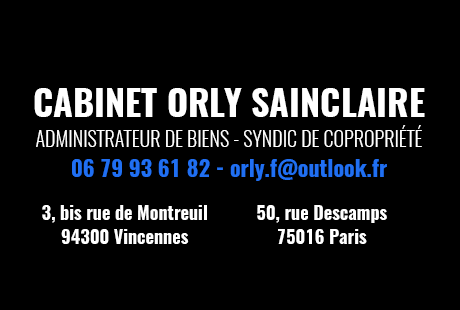 CABINET ORLY SAINCLAIRE
ADMINISTRATEUR DE BIENS - SYNDIC DE COPROPRIÉTÉ
06 79 93 61 82 - orly.f@outlook.fr
3, bis rue de Montreuil
94300 Vincennes
50, rue Descamps
75016 Paris